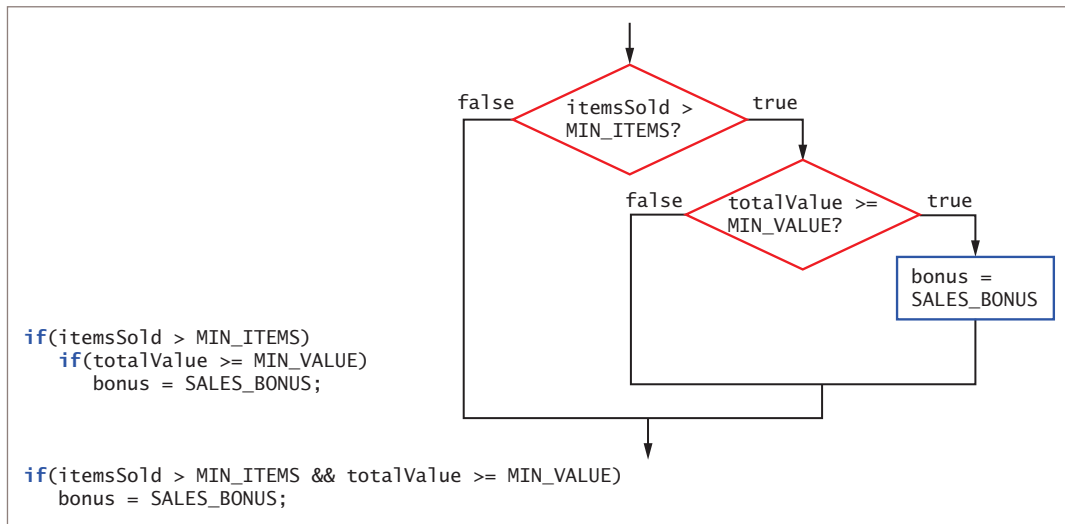 false
itemsSold >
MIN_ITEMS?
true
false
totalValue >=
MIN_VALUE?
true
bonus =
SALES_BONUS
if(itemsSold > MIN_ITEMS)
if(totalValue >= MIN_VALUE)
bonus = SALES_BONUS;
if(itemsSold > MIN_ITEMS && totalValue >= MIN_VALUE)
bonus = SALES_BONUS;